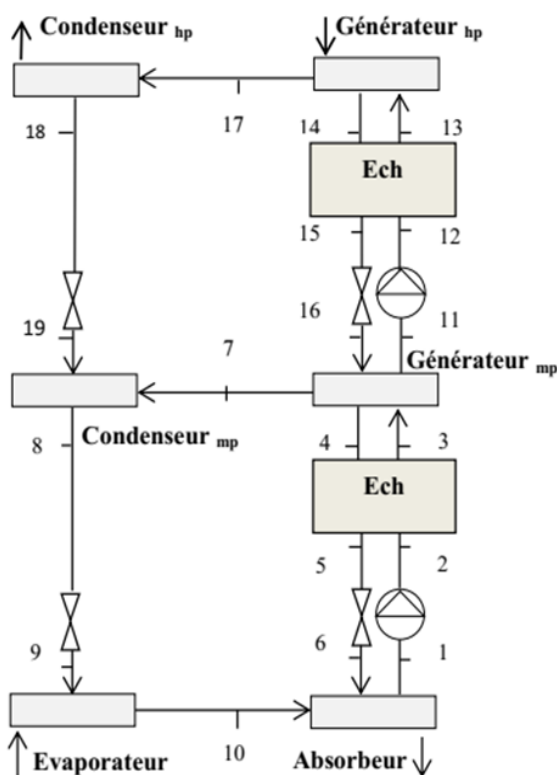 Condenseur hp
Générateur hp
18
17
14
13
Ech
15
12
16
11
19
7
Générateur mp
8
Condenseur mp
4
3
Ech
5
2
9
6
1
10
Evaporateur
Absorbeur